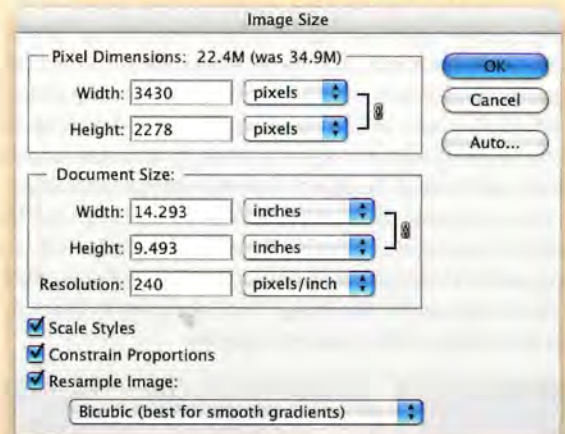 Image Size
Pixel Dimensions: 22.4M (was 34.9M)
Width: 3430 pixels
Height: 2278 pixels
OK
Cancel
Auto...
Document Size:
Width: 14.293 inches
Height: 9.493 inches
Resolution: 240 pixels/inch
Scale Styles
Constrain Proportions
Resample Image:
Bicubic (best for smooth gradients)